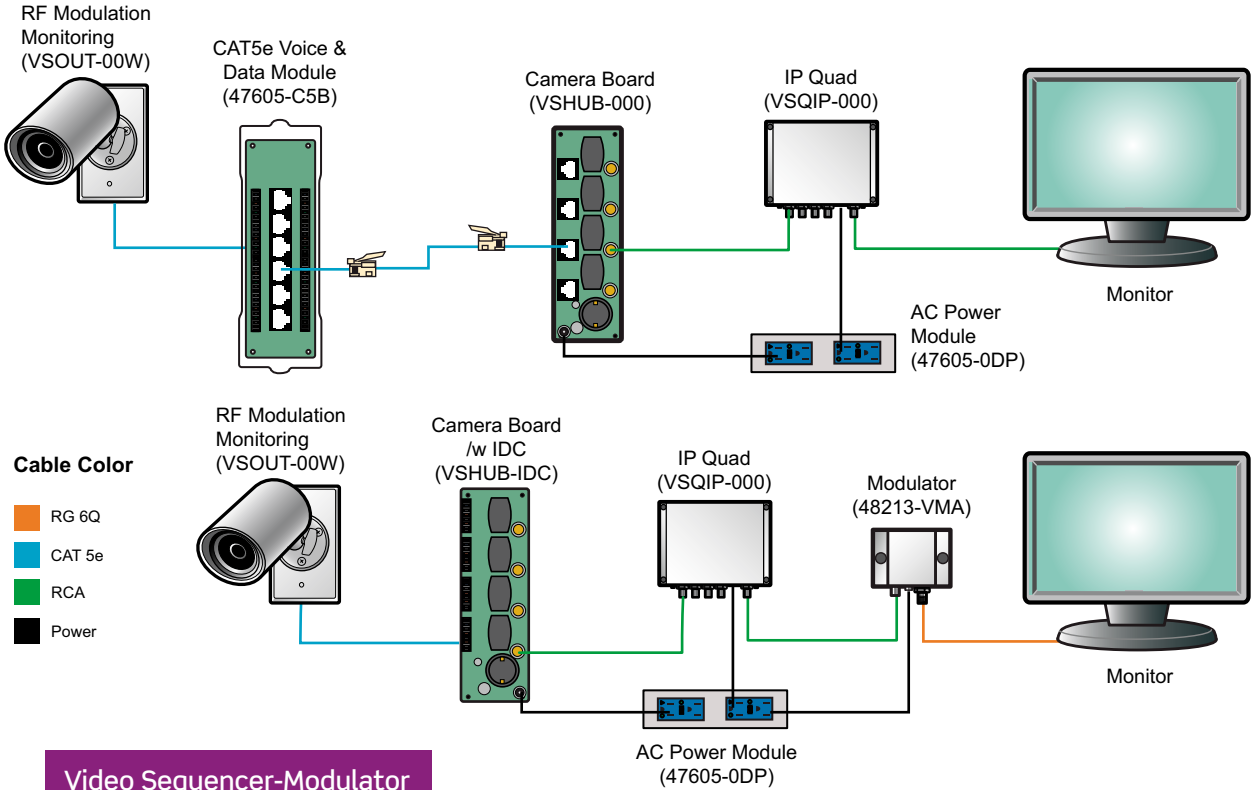 RF Modulation
Monitoring
(VSOUT-00W)
CAT5e Voice &
Data Module
(47605-C5B)
Camera Board
(VSHUB-000)
IP Quad
(VSQIP-000)
Monitor
AC Power
Module
(47605-0DP)
RF Modulation
Monitoring
(VSOUT-00W)
Camera Board
/w IDC
(VSHUB-IDC)
IP Quad
(VSQIP-000)
Modulator
(48213-VMA)
Monitor
AC Power Module
(47605-0DP)
Cable Color
RG 6Q
CAT 5e
RCA
Power
Video Sequencer-Modulator